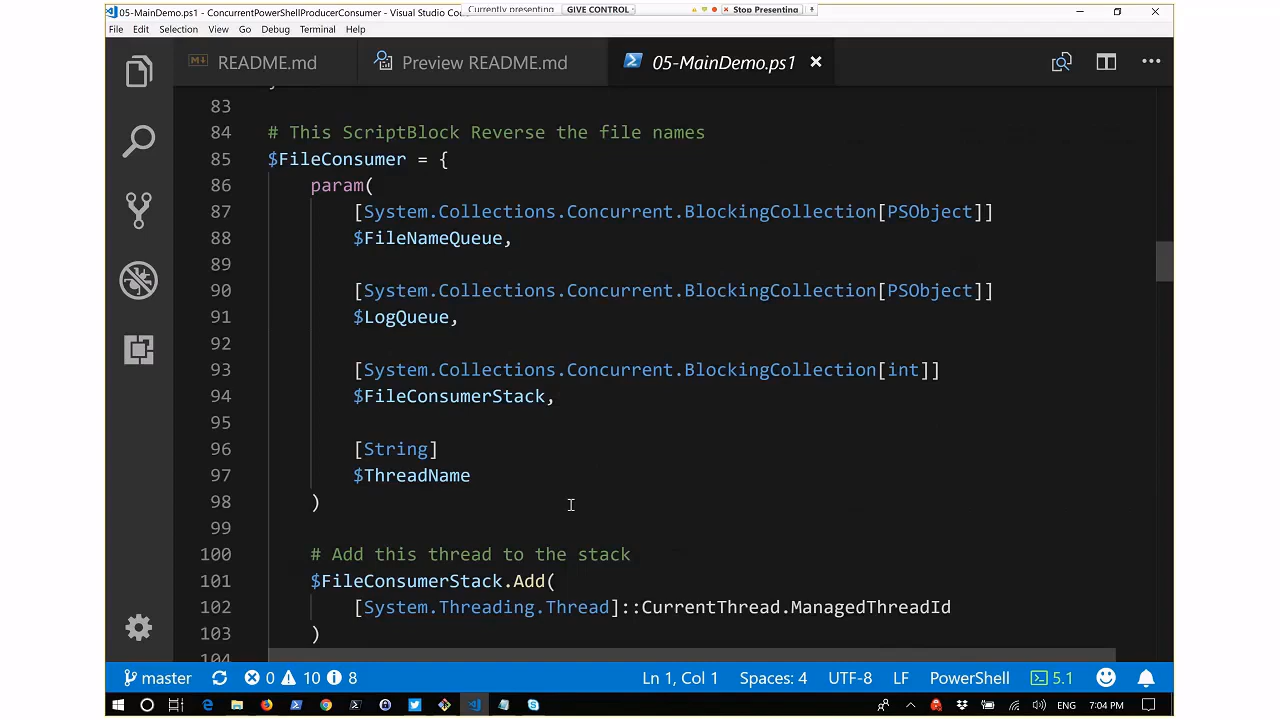 05-MainDemo.ps1 - ConcurrentPowerShellProducerConsumer - Visual Studio Co
Currently presenting
GIVE CONTROL
Stop Presenting
File Edit Selection View Go Debug Terminal Help
README.md
Preview README.md
05-MainDemo.ps1
83
84 # This ScriptBlock Reverse the file names
85 $FileConsumer = {
86 param(
87 [System.Collections.Concurrent.BlockingCollection[PSObject]]
88 $FileNameQueue,
89
90 [System.Collections.Concurrent.BlockingCollection[PSObject]]
91 $LogQueue,
92
93 [System.Collections.Concurrent.BlockingCollection[int]]
94 $FileConsumerStack,
95
96 [String]
97 $ThreadName
98 )
99
100 # Add this thread to the stack
101 $FileConsumerStack.Add(
102 [System.Threading.Thread]::CurrentThread.ManagedThreadId
103 )
104
master 0 10 8 Ln 1, Col 1 Spaces: 4 UTF-8 LF PowerShell 5.1
ENG 7:04 PM